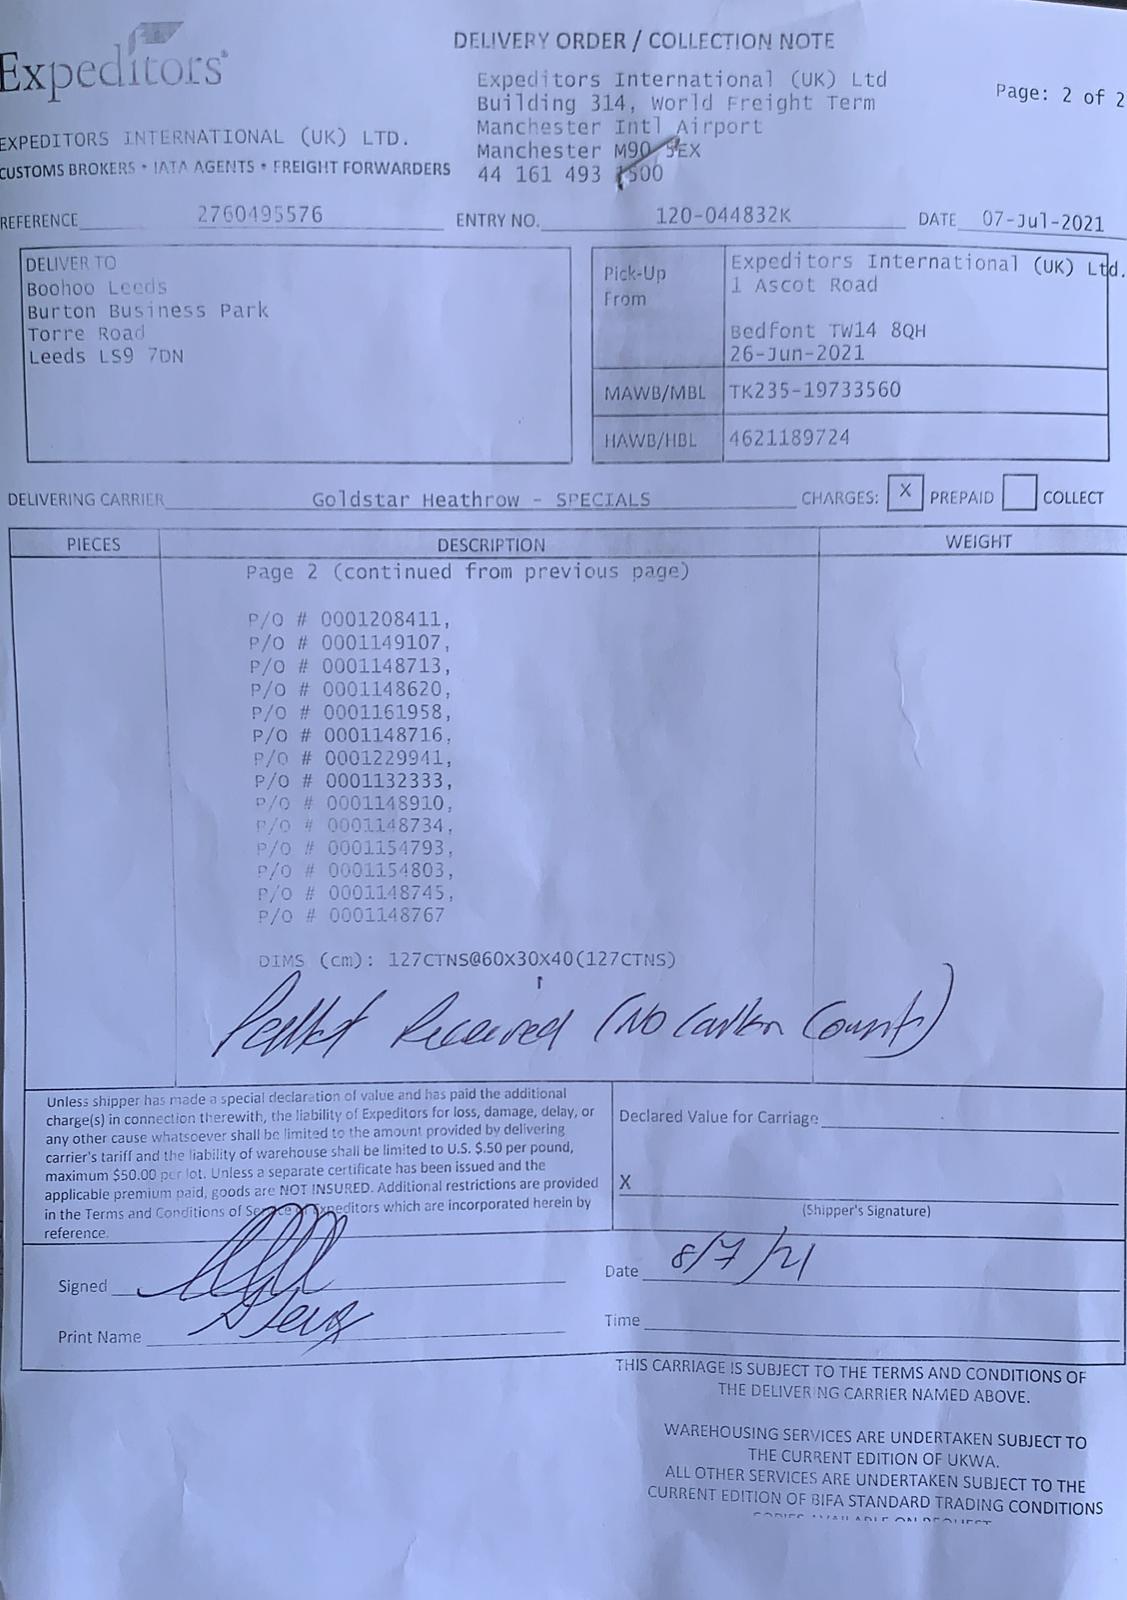 Expeditors®
EXPEDITORS INTERNATIONAL (UK) LTD.
CUSTOMS BROKERS • IATA AGENTS • FREIGHT FORWARDERS
DELIVERY ORDER / COLLECTION NOTE
Expeditors International (UK) Ltd
Building 314, World Freight Term
Manchester Intl Airport
Manchester M90 5EX
44 161 493 1500
Page: 2 of 2
REFERENCE 2760495576 ENTRY NO. 120-044832K DATE 07-Jul-2021
DELIVER TO
Boohoo Leeds
Burton Business Park
Torre Road
Leeds LS9 7DN
Pick-Up From
Expeditors International (UK) Ltd.
1 Ascot Road
Bedfont TW14 8QH
26-Jun-2021
MAWB/MBL TK235-19733560
HAWB/HBL 4621189724
DELIVERING CARRIER Goldstar Heathrow - SPECIALS CHARGES: X PREPAID COLLECT
PIECES DESCRIPTION WEIGHT
Page 2 (continued from previous page)
P/O # 0001208411,
P/O # 0001149107,
P/O # 0001148713,
P/O # 0001148620,
P/O # 0001161958,
P/O # 0001148716,
P/O # 0001229941,
P/O # 0001132333,
P/O # 0001148910,
P/O # 0001148734,
P/O # 0001154793,
P/O # 0001154803,
P/O # 0001148745,
P/O # 0001148767
DIMS (cm): 127CTNS@60X30X40(127CTNS)
Received (No Carton Count)
Unless shipper has made a special declaration of value and has paid the additional
charge(s) in connection therewith, the liability of Expeditors for loss, damage, delay, or
any other cause whatsoever shall be limited to the amount provided by delivering
carrier's tariff and the liability of warehouse shall be limited to U.S. $.50 per pound,
maximum $50.00 per lot. Unless a separate certificate has been issued and the
applicable premium paid, goods are NOT INSURED. Additional restrictions are provided
in the Terms and Conditions of Service of Expeditors which are incorporated herein by
reference.
Declared Value for Carriage
X
(Shipper's Signature)
Signed
Date 8/7/21
Print Name
Time
THIS CARRIAGE IS SUBJECT TO THE TERMS AND CONDITIONS OF
THE DELIVERING CARRIER NAMED ABOVE.
WAREHOUSING SERVICES ARE UNDERTAKEN SUBJECT TO
THE CURRENT EDITION OF UKWA.
ALL OTHER SERVICES ARE UNDERTAKEN SUBJECT TO THE
CURRENT EDITION OF BIFA STANDARD TRADING CONDITIONS
COPIES AVAILABLE ON REQUEST